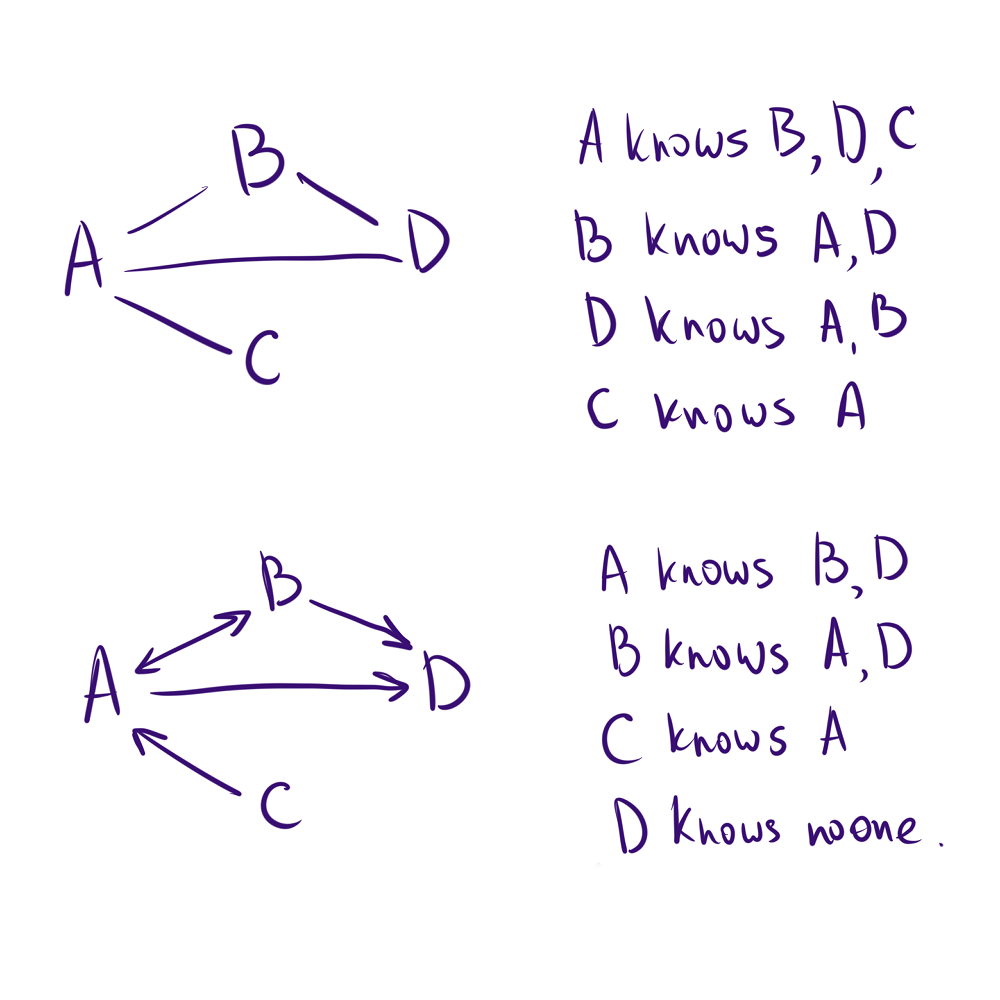 B
A
D
C
A knows B, D, C
B knows A, D
D knows A, B
C knows A
B
A
D
C
A knows B, D
B knows A, D
C knows A
D knows noone.